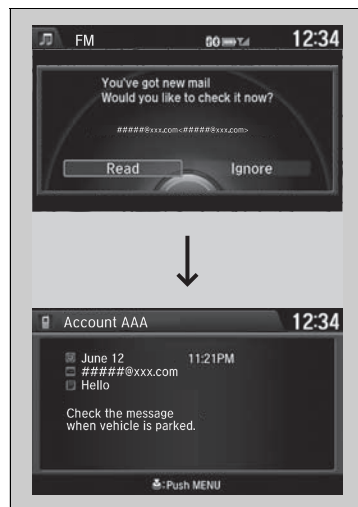 FM 12:34
You've got new mail
Would you like to check it now?
#####@xxx.com<#####@xxx.com>
Read Ignore
Account AAA 12:34
June 12 11:21PM
#####@xxx.com
Hello
Check the message
when vehicle is parked.
:Push MENU